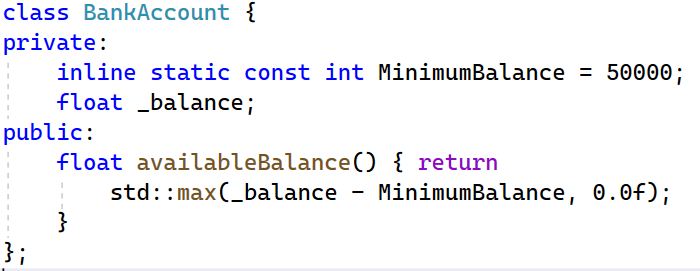 class BankAccount {
private:
    inline static const int MinimumBalance = 50000;
    float _balance;
public:
    float availableBalance() { return
        std::max(_balance - MinimumBalance, 0.0f);
    }
};